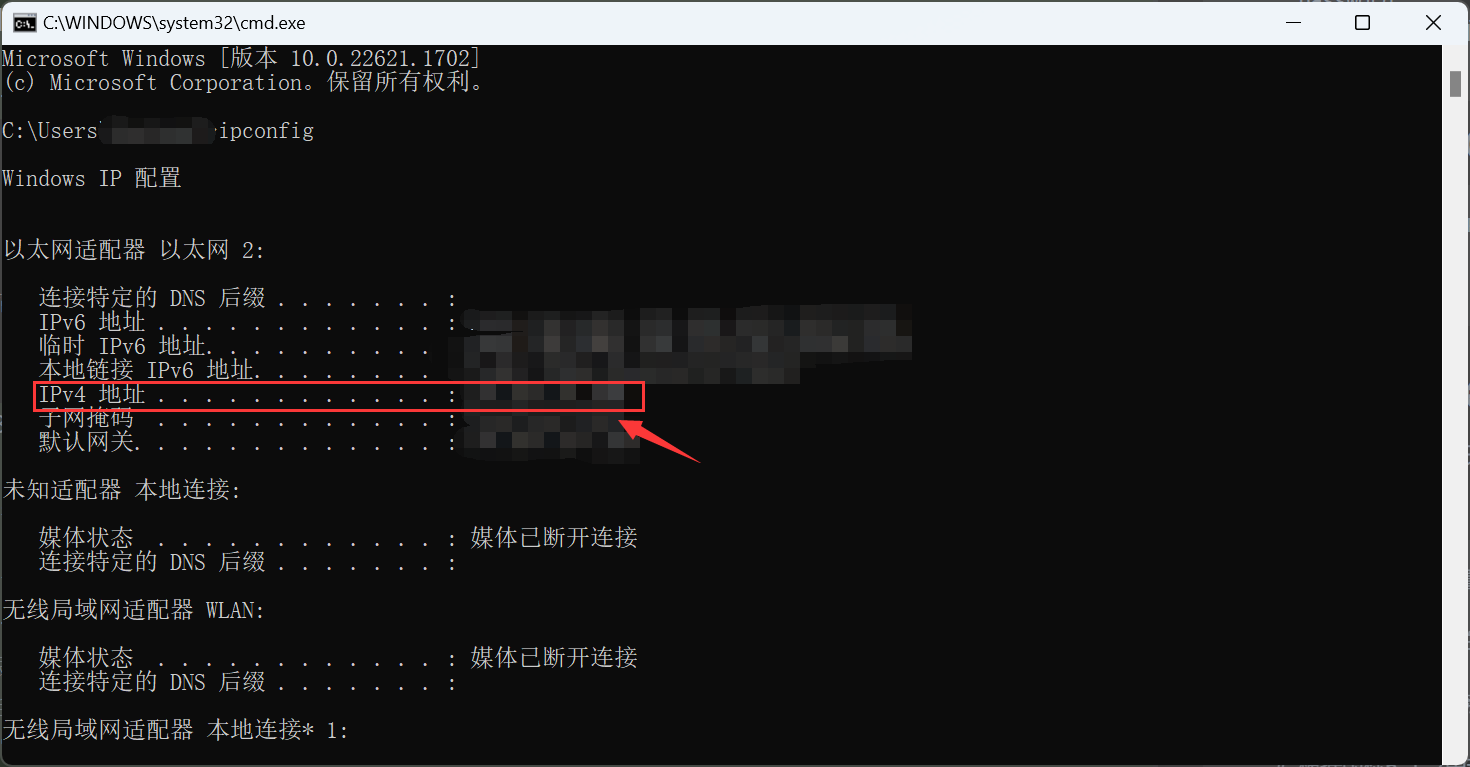 C:\WINDOWS\system32\cmd.exe
Microsoft Windows [版本 10.0.22621.1702]
(c) Microsoft Corporation。保留所有权利。
C:\Users ipconfig
Windows IP 配置
以太网适配器 以太网 2:
连接特定的 DNS 后缀 . . . . . . . :
IPv6 地址 . . . . . . . . . . . . :
临时 IPv6 地址. . . . . . . . . .
本地链接 IPv6 地址. . . . . . . .
IPv4 地址 . . . . . . . . . . . . :
子网掩码  . . . . . . . . . . . . :
默认网关. . . . . . . . . . . . . :
未知适配器 本地连接:
媒体状态  . . . . . . . . . . . . : 媒体已断开连接
连接特定的 DNS 后缀 . . . . . . . :
无线局域网适配器 WLAN:
媒体状态  . . . . . . . . . . . . : 媒体已断开连接
连接特定的 DNS 后缀 . . . . . . . :
无线局域网适配器 本地连接* 1: